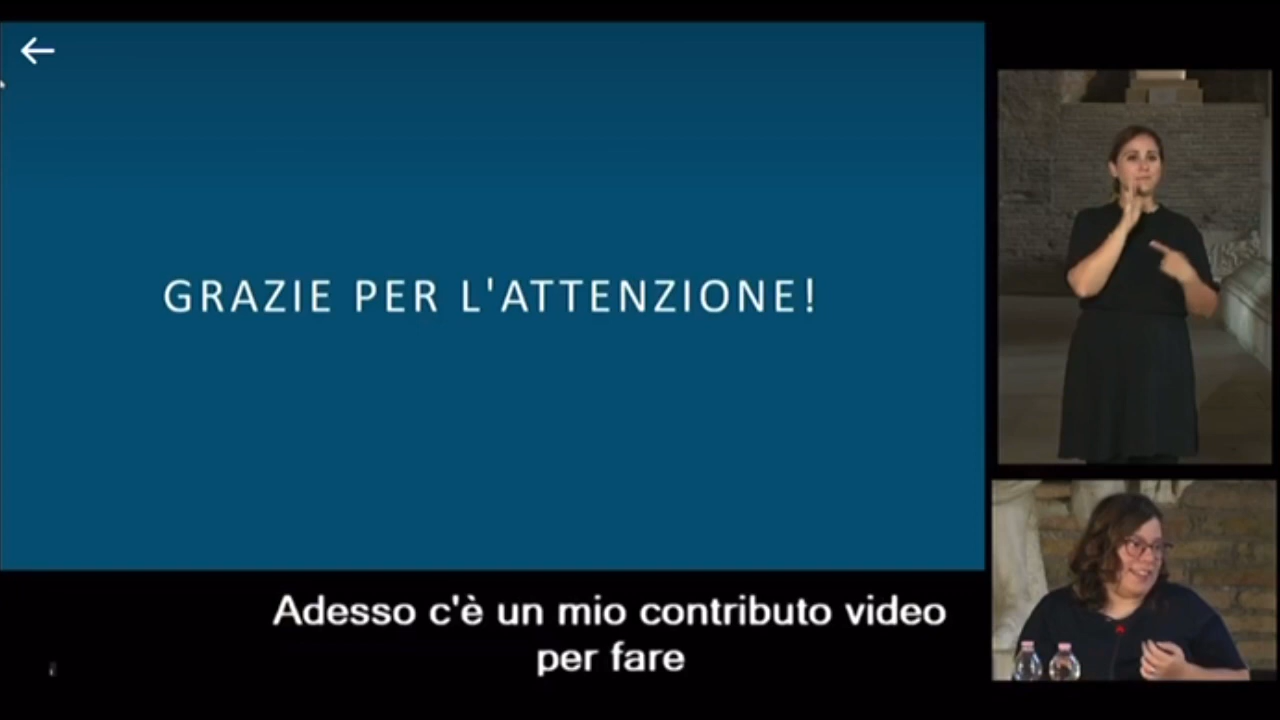 GRAZIE PER L'ATTENZIONE!
Adesso c'è un mio contributo video
per fare